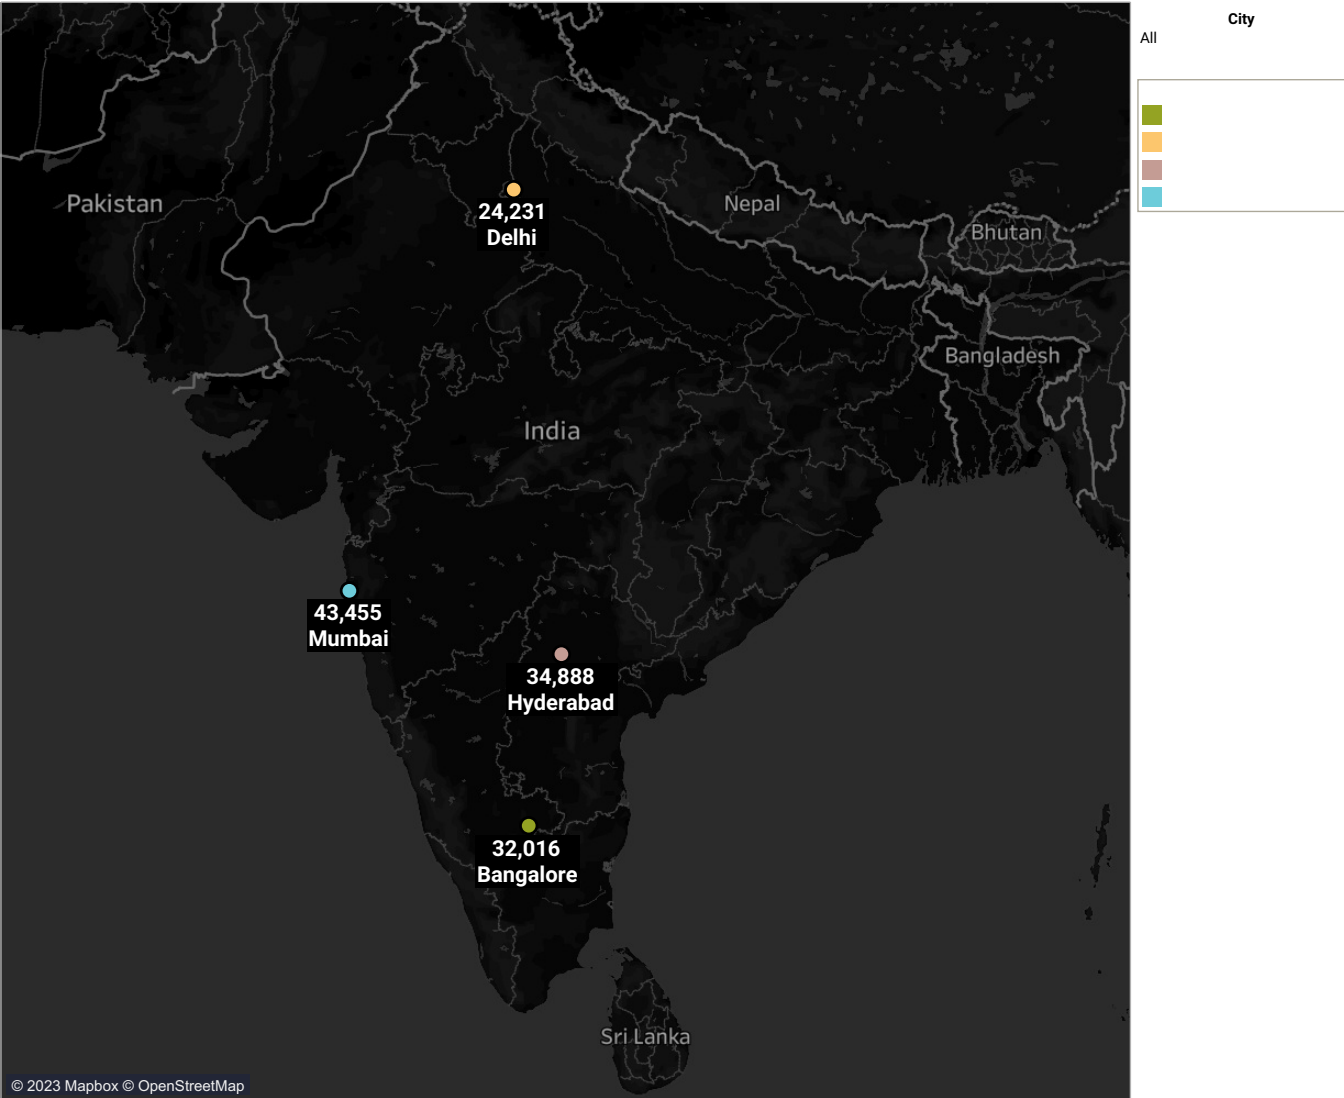 City
All
Pakistan
Nepal
24,231
Delhi
Bhutan
Bangladesh
India
43,455
Mumbai
34,888
Hyderabad
32,016
Bangalore
Sri Lanka
© 2023 Mapbox © OpenStreetMap